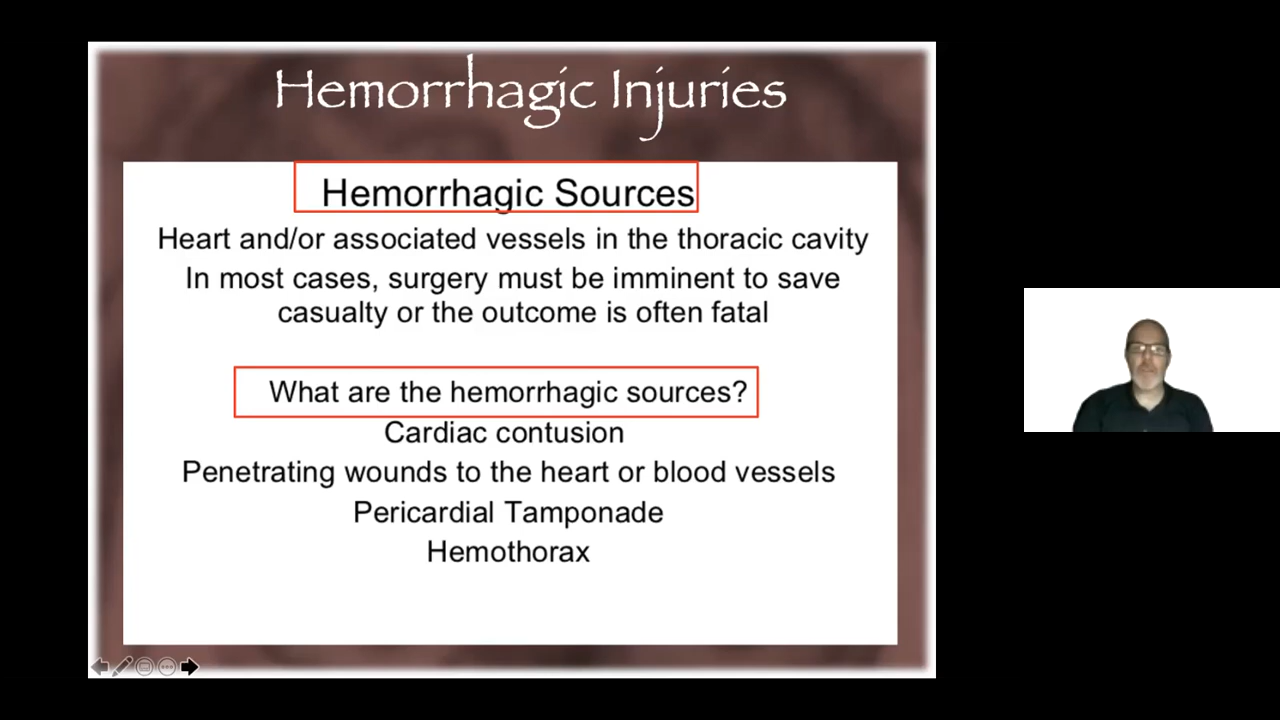 Hemorrhagic Injuries
Hemorrhagic Sources
Heart and/or associated vessels in the thoracic cavity
In most cases, surgery must be imminent to save
casualty or the outcome is often fatal
What are the hemorrhagic sources?
Cardiac contusion
Penetrating wounds to the heart or blood vessels
Pericardial Tamponade
Hemothorax